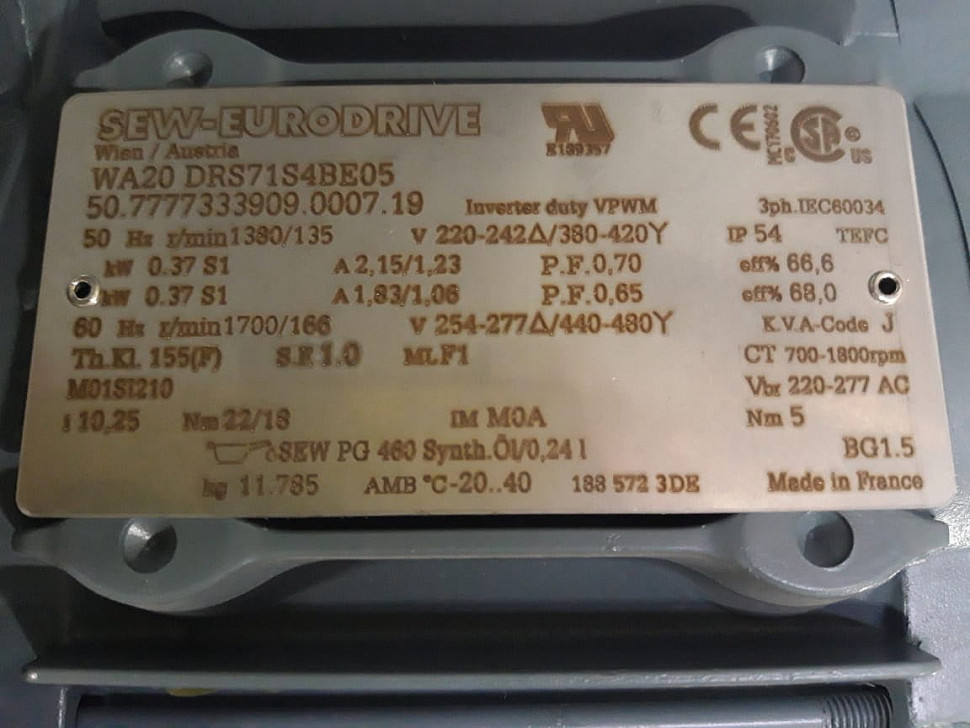 SEW-EURODRIVE
Wien / Austria
E189357
MC170602
C US
WA20 DRS71S4BE05
50.7777333909.0007.19 Inverter duty VPWM 3ph.IEC60034
50 Hz r/min 1380/135 V 220-242Δ/380-420Y IP 54 TEFC
kW 0.37 S1 A 2,15/1,23 P.F. 0,70 eff% 66,6
kW 0.37 S1 A 1,83/1,06 P.F. 0,65 eff% 68,0
60 Hz r/min 1700/166 V 254-277Δ/440-480Y K.V.A-Code J
Th.Kl. 155(F) S.F. 1.0 ML F1 CT 700-1800rpm
M01SI210 Vbr 220-277 AC
i 10,25 Nm 22/18 IM M0A Nm 5
SEW PG 460 Synth.Öl/0,24 l BG1.5
kg 11.785 AMB °C-20..40 188 572 3DE Made in France